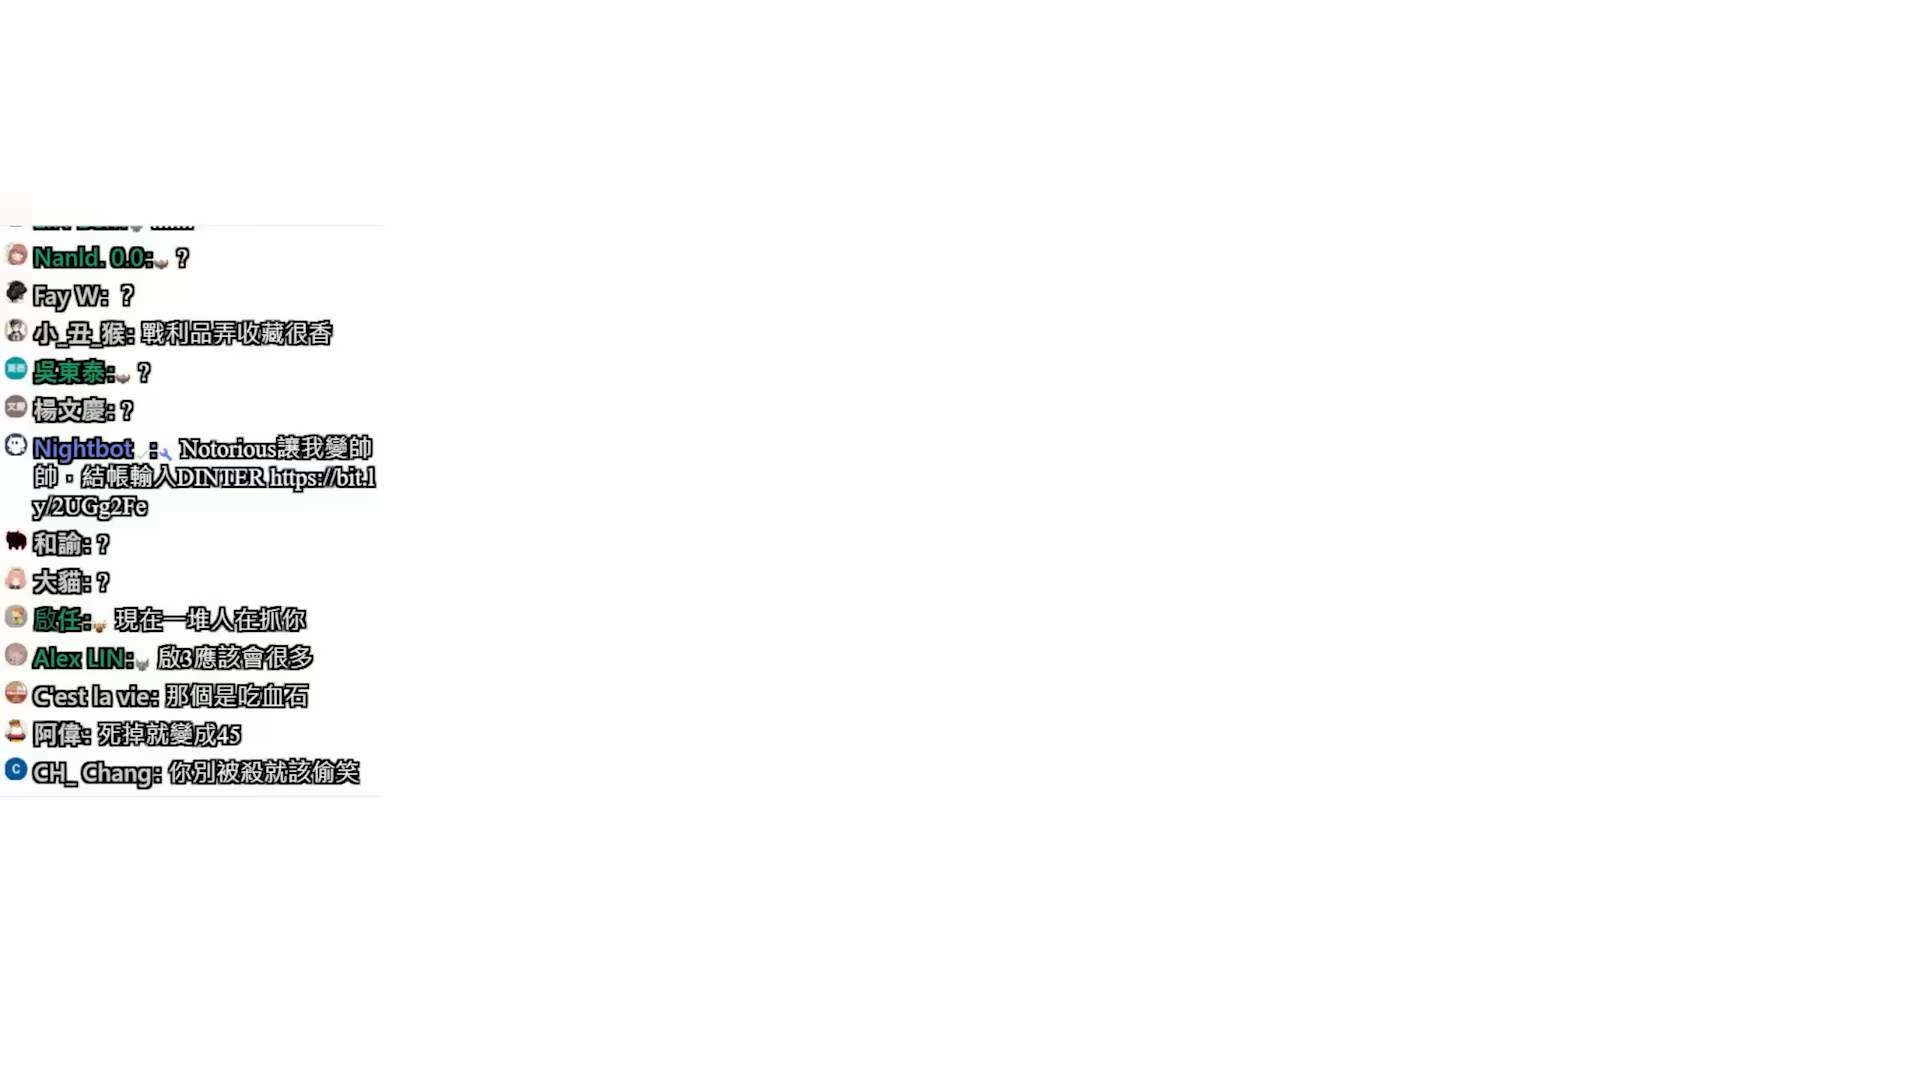 Nanld. 0.0: ?
Fay W: ?
小_丑_猴: 戰利品弄收藏很香
吳東泰: ?
楊文慶: ?
Nightbot: Notorious讓我變帥
帥，結帳輸入DINTER https://bit.l
y/2UGg2Fe
和諭: ?
大貓: ?
啟任: 現在一堆人在抓你
Alex LIN: 啟3應該會很多
C'est la vie: 那個是吃血石
阿偉: 死掉就變成45
CH_ Chang: 你別被殺就該偷笑